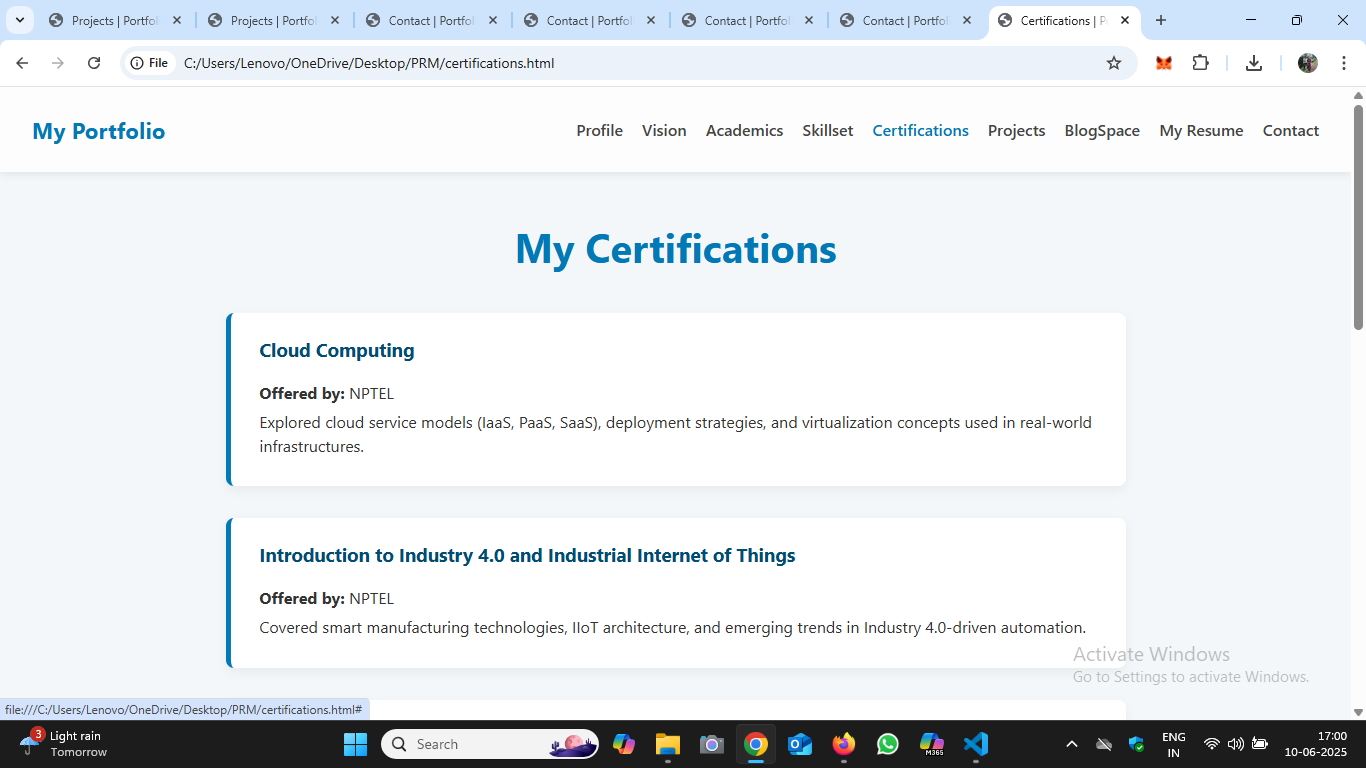 Projects | Portfol
Projects | Portfol
Contact | Portfol
Contact | Portfol
Contact | Portfol
Contact | Portfol
Certifications | P
File C:/Users/Lenovo/OneDrive/Desktop/PRM/certifications.html
My Portfolio
Profile Vision Academics Skillset Certifications Projects BlogSpace My Resume Contact
My Certifications
Cloud Computing
Offered by: NPTEL
Explored cloud service models (IaaS, PaaS, SaaS), deployment strategies, and virtualization concepts used in real-world
infrastructures.
Introduction to Industry 4.0 and Industrial Internet of Things
Offered by: NPTEL
Covered smart manufacturing technologies, IIoT architecture, and emerging trends in Industry 4.0-driven automation.
Activate Windows
Go to Settings to activate Windows.
file:///C:/Users/Lenovo/OneDrive/Desktop/PRM/certifications.html#
3
Light rain
Tomorrow
Search
M365
ENG
IN
17:00
10-06-2025